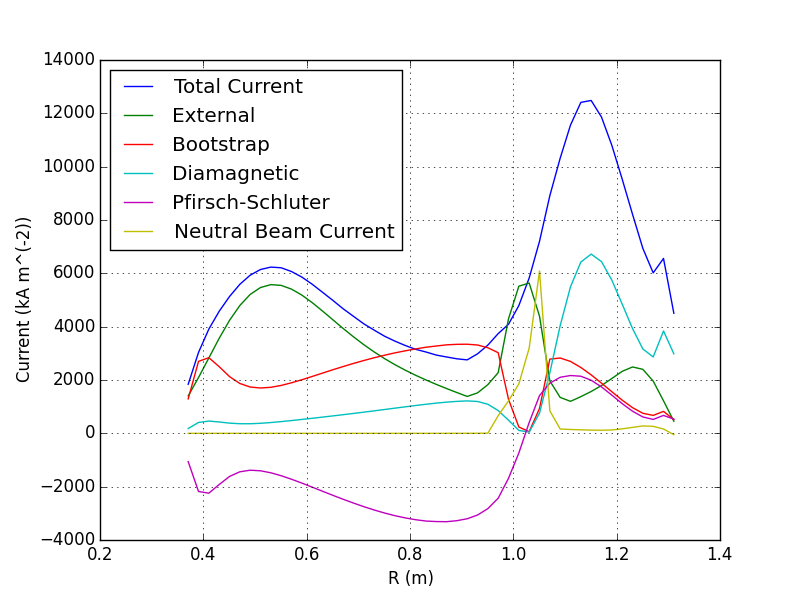 14000
12000
10000
8000
6000
4000
2000
0
−2000
−4000
0.2 0.4 0.6 0.8 1.0 1.2 1.4
R (m)
Current (kA m^(-2))
Total Current
External
Bootstrap
Diamagnetic
Pfirsch-Schluter
Neutral Beam Current